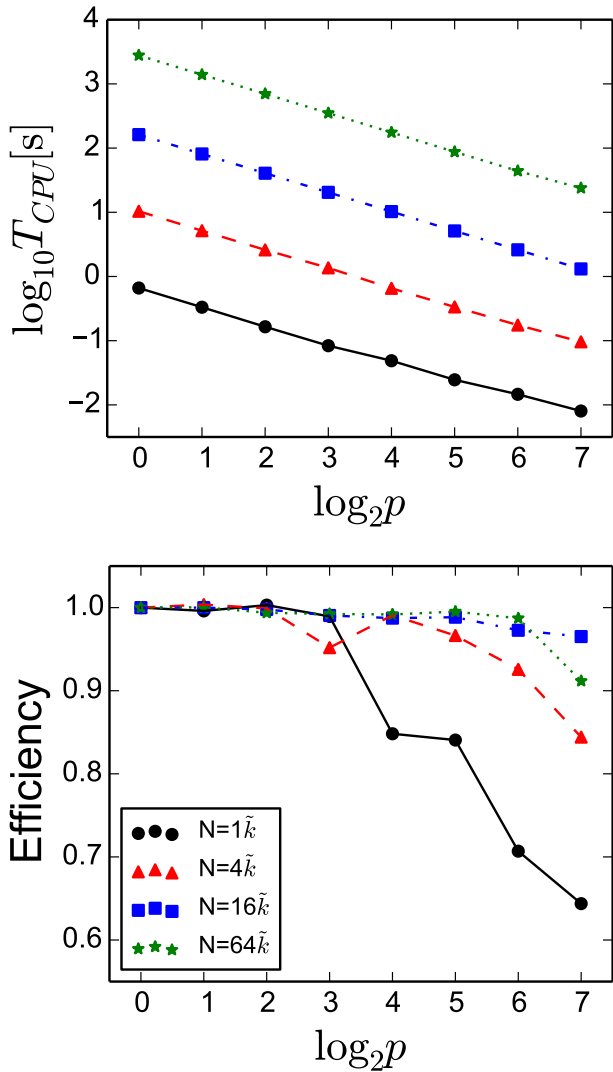 log₁₀T_CPU[s]
4
3
2
1
0
−1
−2
0 1 2 3 4 5 6 7
log₂p
Efficiency
1.0
0.9
0.8
0.7
0.6
N=1k̃
N=4k̃
N=16k̃
N=64k̃
0 1 2 3 4 5 6 7
log₂p